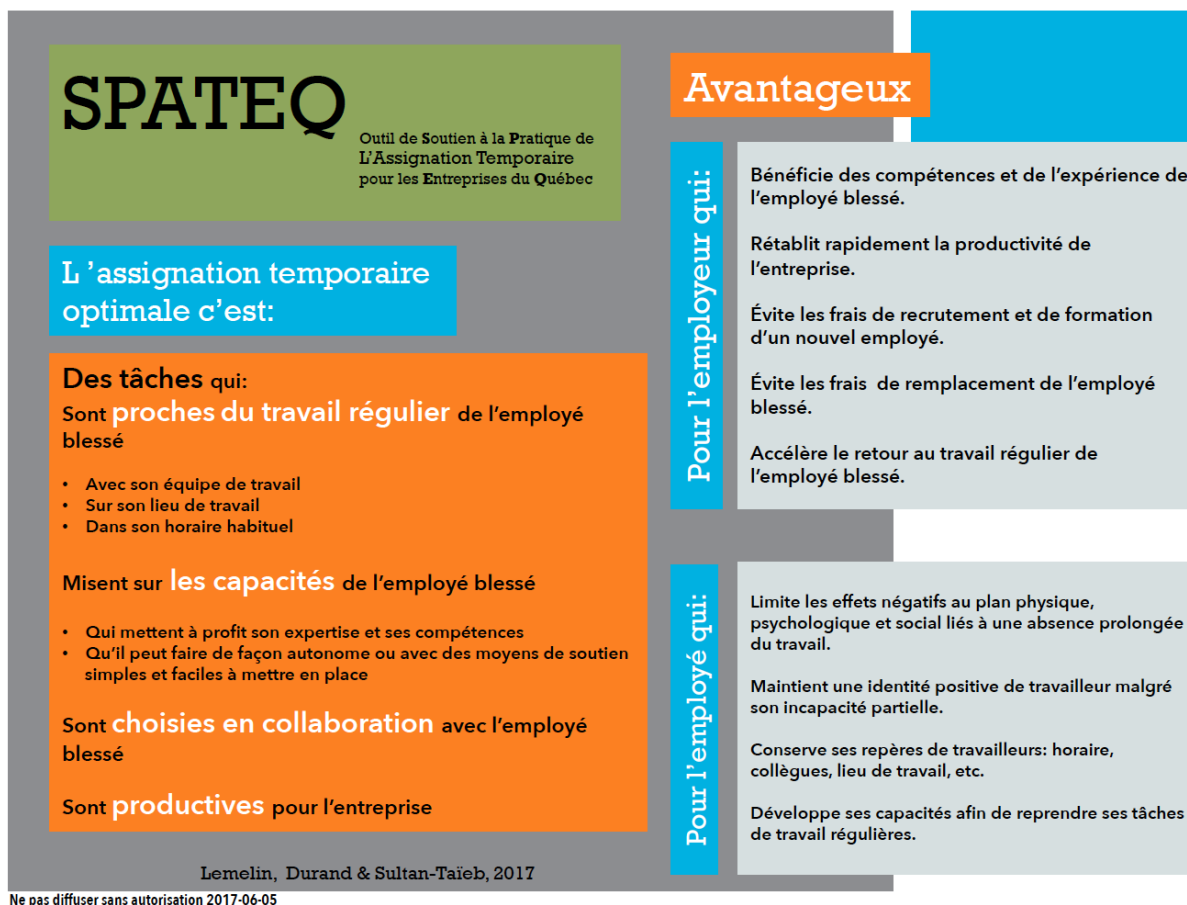 SPATEQ
Outil de Soutien à la Pratique de
L'Assignation Temporaire
pour les Entreprises du Québec
L 'assignation temporaire
optimale c'est:
Des tâches qui:
Sont proches du travail régulier de l'employé
blessé
• Avec son équipe de travail
• Sur son lieu de travail
• Dans son horaire habituel
Misent sur les capacités de l'employé blessé
• Qui mettent à profit son expertise et ses compétences
• Qu'il peut faire de façon autonome ou avec des moyens de soutien
simples et faciles à mettre en place
Sont choisies en collaboration avec l'employé
blessé
Sont productives pour l'entreprise
Lemelin, Durand & Sultan-Taïeb, 2017
Avantageux
Pour l'employeur qui:
Bénéficie des compétences et de l'expérience de
l'employé blessé.
Rétablit rapidement la productivité de
l'entreprise.
Évite les frais de recrutement et de formation
d'un nouvel employé.
Évite les frais de remplacement de l'employé
blessé.
Accélère le retour au travail régulier de
l'employé blessé.
Pour l'employé qui:
Limite les effets négatifs au plan physique,
psychologique et social liés à une absence prolongée
du travail.
Maintient une identité positive de travailleur malgré
son incapacité partielle.
Conserve ses repères de travailleurs: horaire,
collègues, lieu de travail, etc.
Développe ses capacités afin de reprendre ses tâches
de travail régulières.
Ne pas diffuser sans autorisation 2017-06-05